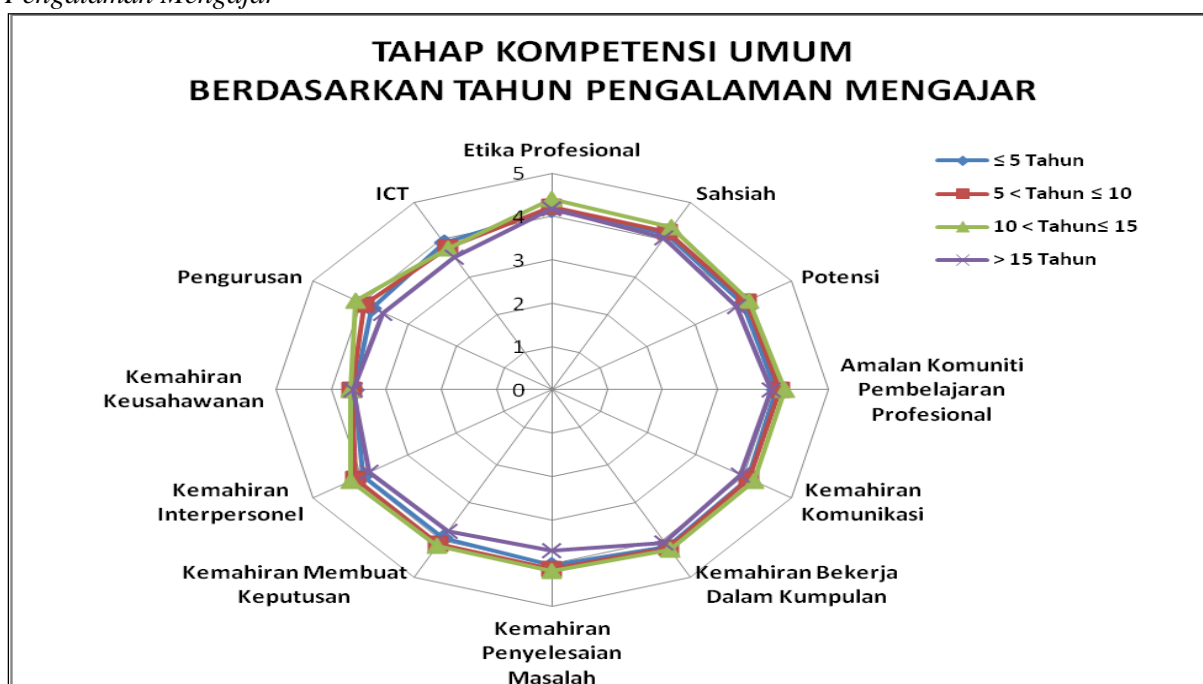 Pengalaman Mengajar
TAHAP KOMPETENSI UMUM
BERDASARKAN TAHUN PENGALAMAN MENGAJAR
Etika Profesional
Sahsiah
Potensi
Amalan Komuniti
Pembelajaran
Profesional
Kemahiran
Komunikasi
Kemahiran Bekerja
Dalam Kumpulan
Kemahiran
Penyelesaian
Masalah
Kemahiran Membuat
Keputusan
Kemahiran
Interpersonel
Kemahiran
Keusahawanan
Pengurusan
ICT
5
4
3
2
1
0
≤ 5 Tahun
5 < Tahun ≤ 10
10 < Tahun≤ 15
> 15 Tahun